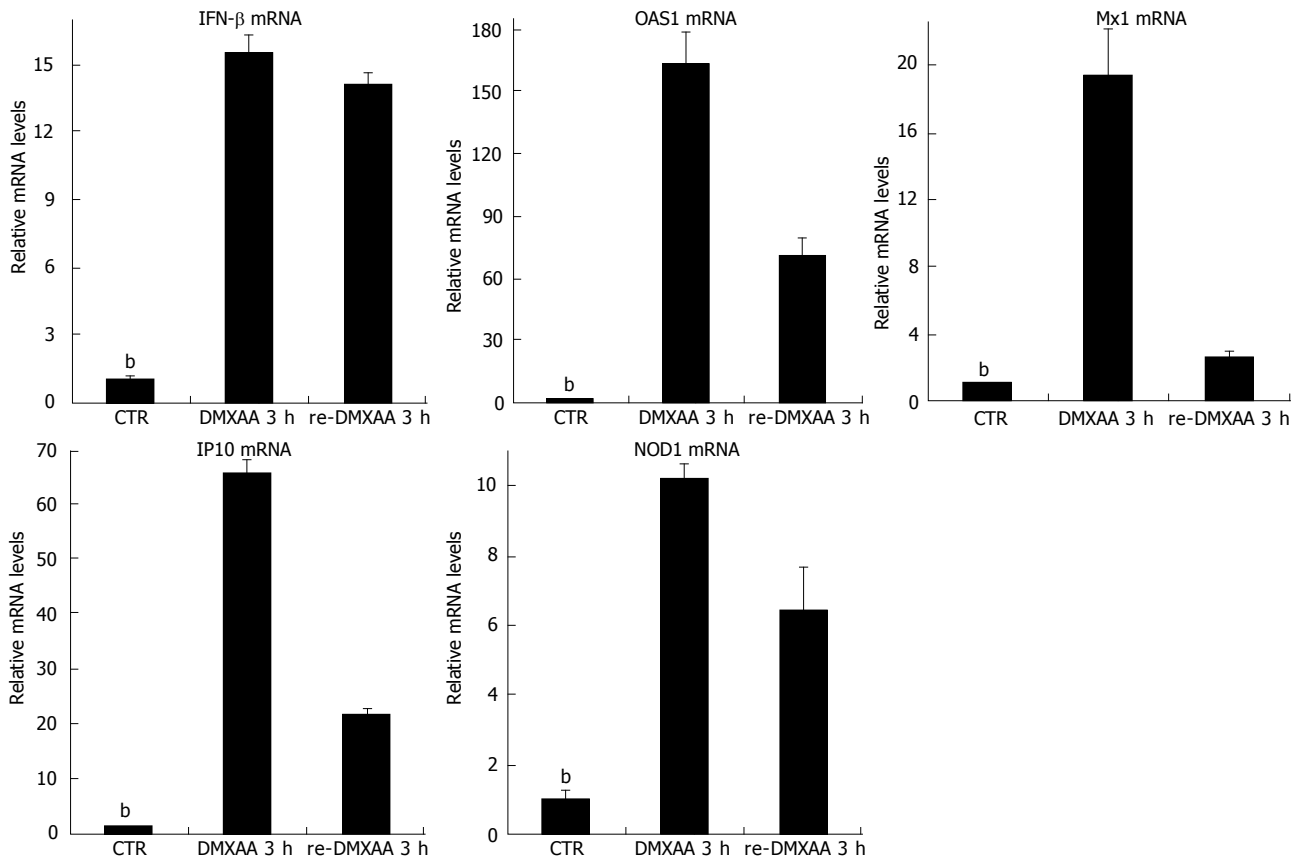 IFN-β mRNA
Relative mRNA levels
15
12
9
6
3
0
b
CTR DMXAA 3 h re-DMXAA 3 h
OAS1 mRNA
Relative mRNA levels
180
150
120
90
60
30
0
b
CTR DMXAA 3 h re-DMXAA 3 h
Mx1 mRNA
Relative mRNA levels
20
16
12
8
4
0
b
CTR DMXAA 3 h re-DMXAA 3 h
IP10 mRNA
Relative mRNA levels
70
60
50
40
30
20
10
0
b
CTR DMXAA 3 h re-DMXAA 3 h
NOD1 mRNA
Relative mRNA levels
10
8
6
4
2
0
b
CTR DMXAA 3 h re-DMXAA 3 h